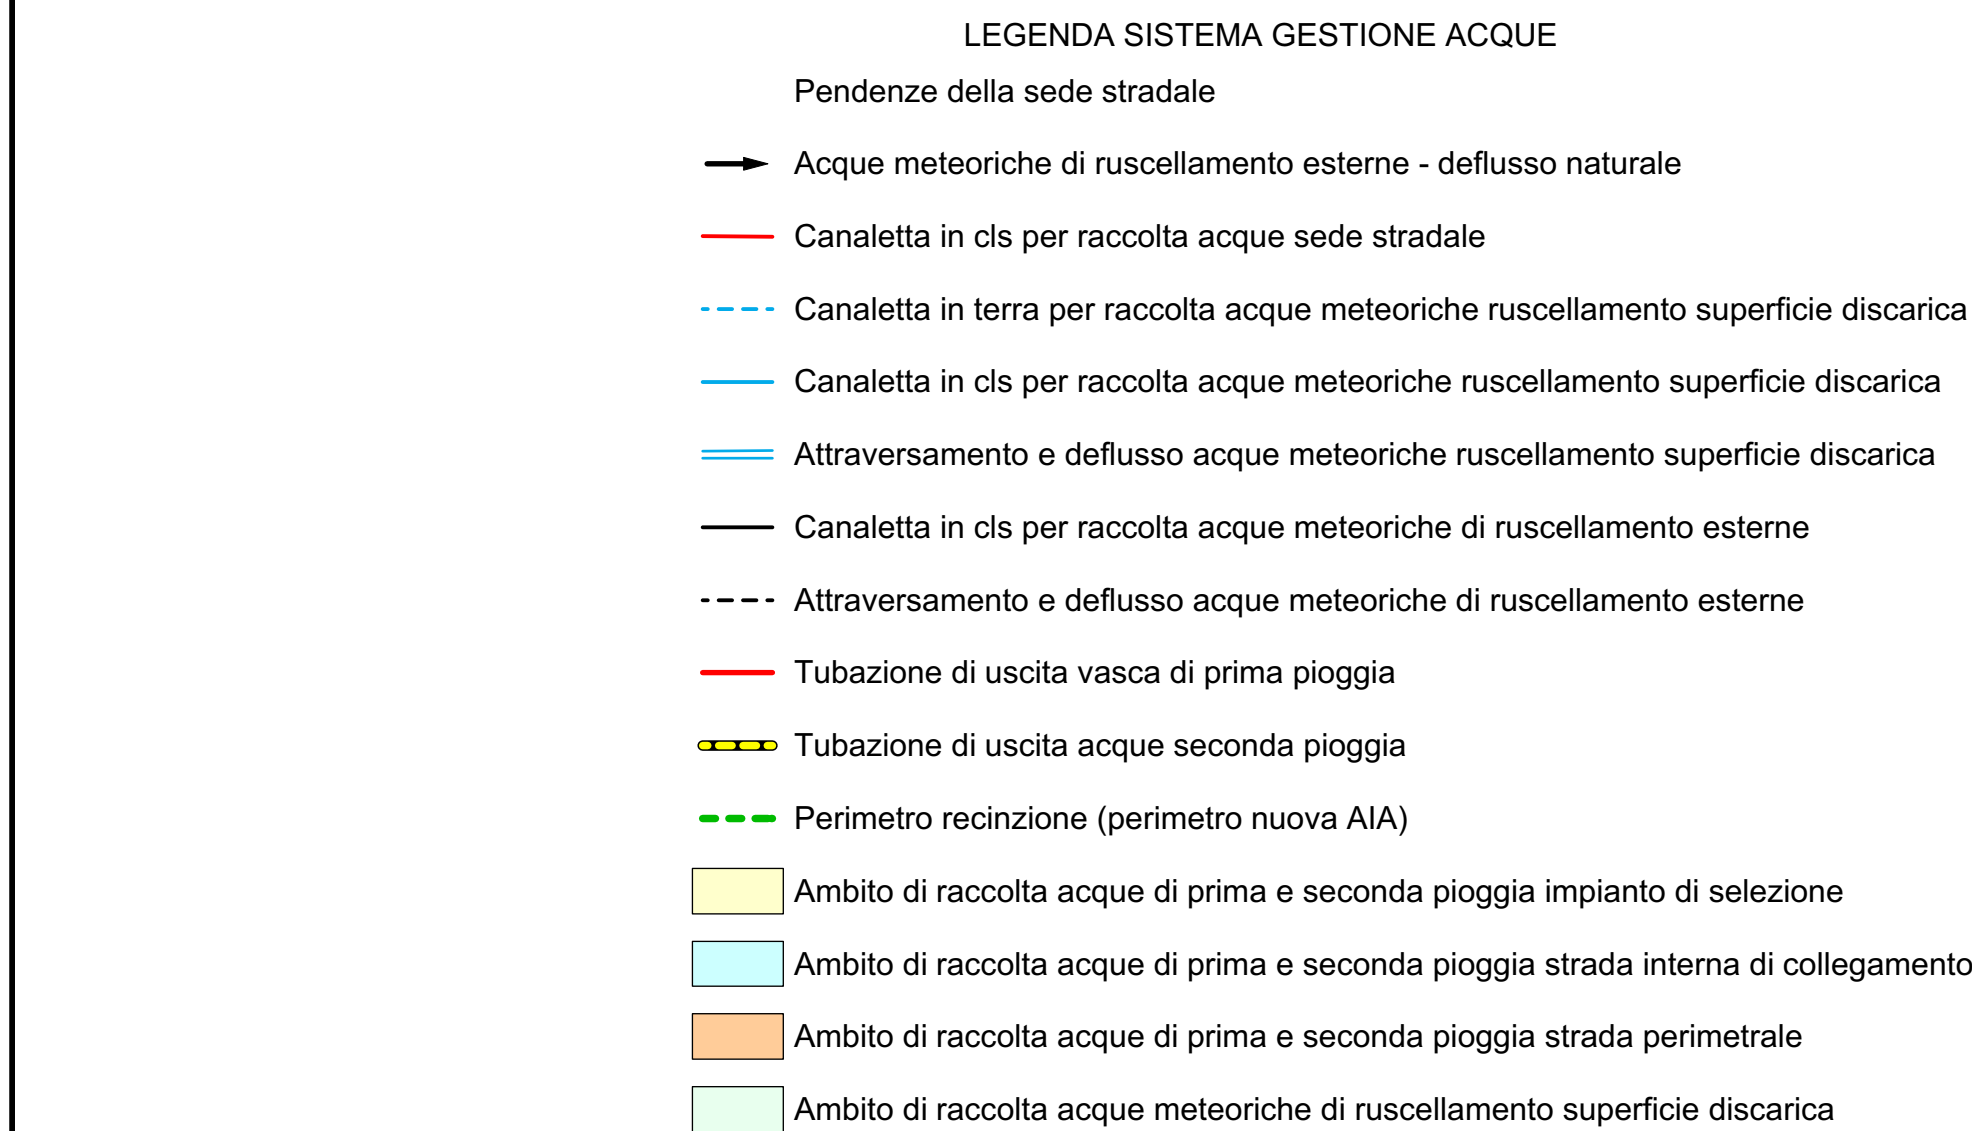 LEGENDA SISTEMA GESTIONE ACQUE
Pendenze della sede stradale
Acque meteoriche di ruscellamento esterne - deflusso naturale
Canaletta in cls per raccolta acque sede stradale
Canaletta in terra per raccolta acque meteoriche ruscellamento superficie discarica
Canaletta in cls per raccolta acque meteoriche ruscellamento superficie discarica
Attraversamento e deflusso acque meteoriche ruscellamento superficie discarica
Canaletta in cls per raccolta acque meteoriche di ruscellamento esterne
Attraversamento e deflusso acque meteoriche di ruscellamento esterne
Tubazione di uscita vasca di prima pioggia
Tubazione di uscita acque seconda pioggia
Perimetro recinzione (perimetro nuova AIA)
Ambito di raccolta acque di prima e seconda pioggia impianto di selezione
Ambito di raccolta acque di prima e seconda pioggia strada interna di collegamento
Ambito di raccolta acque di prima e seconda pioggia strada perimetrale
Ambito di raccolta acque meteoriche di ruscellamento superficie discarica